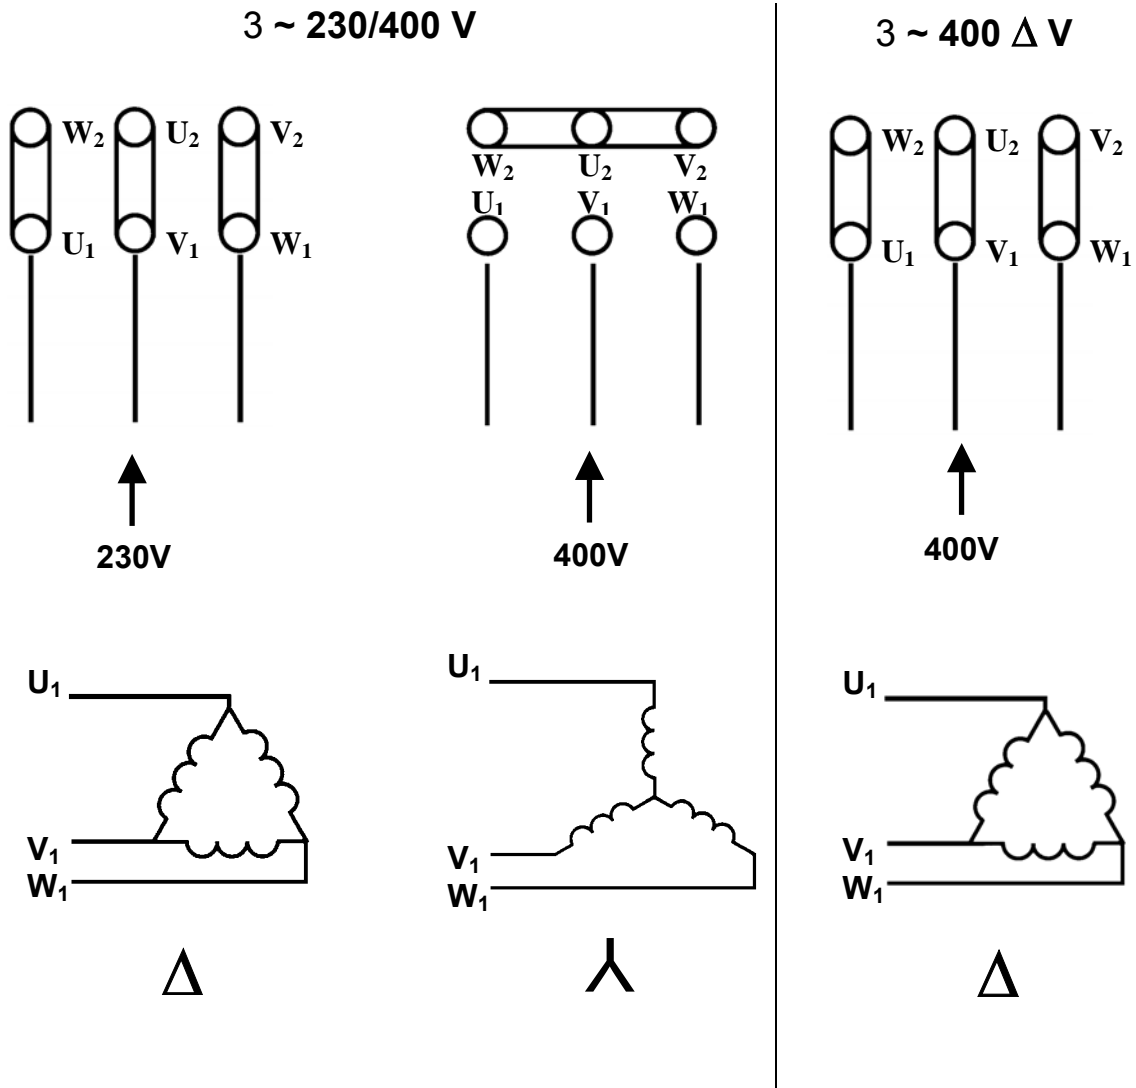 3 ~ 230/400 V
3 ~ 400 Δ V
W₂ U₂ V₂
U₁ V₁ W₁
W₂ U₂ V₂
U₁ V₁ W₁
W₂ U₂ V₂
U₁ V₁ W₁
230V
400V
400V
U₁
V₁
W₁
Δ
U₁
V₁
W₁
U₁
V₁
W₁
Δ